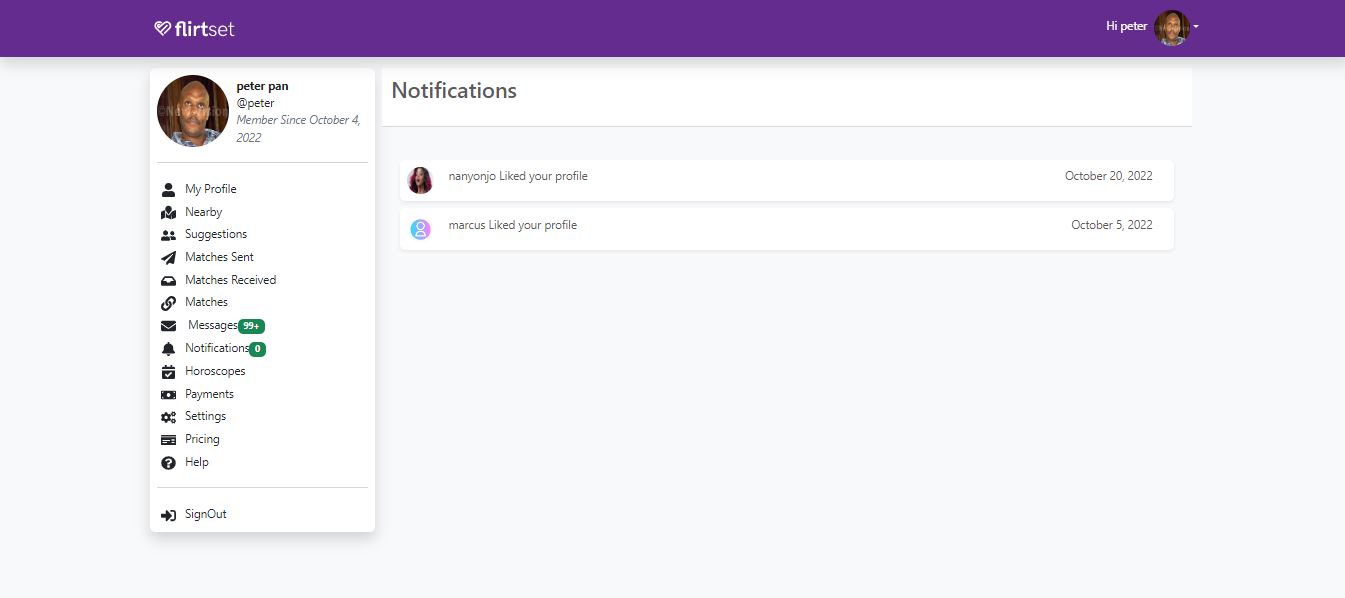 flirtset
Hi peter
peter pan
@peter
Member Since October 4,
2022
My Profile
Nearby
Suggestions
Matches Sent
Matches Received
Matches
Messages 99+
Notifications 0
Horoscopes
Payments
Settings
Pricing
Help
SignOut
Notifications
nanyonjo Liked your profile October 20, 2022
marcus Liked your profile October 5, 2022